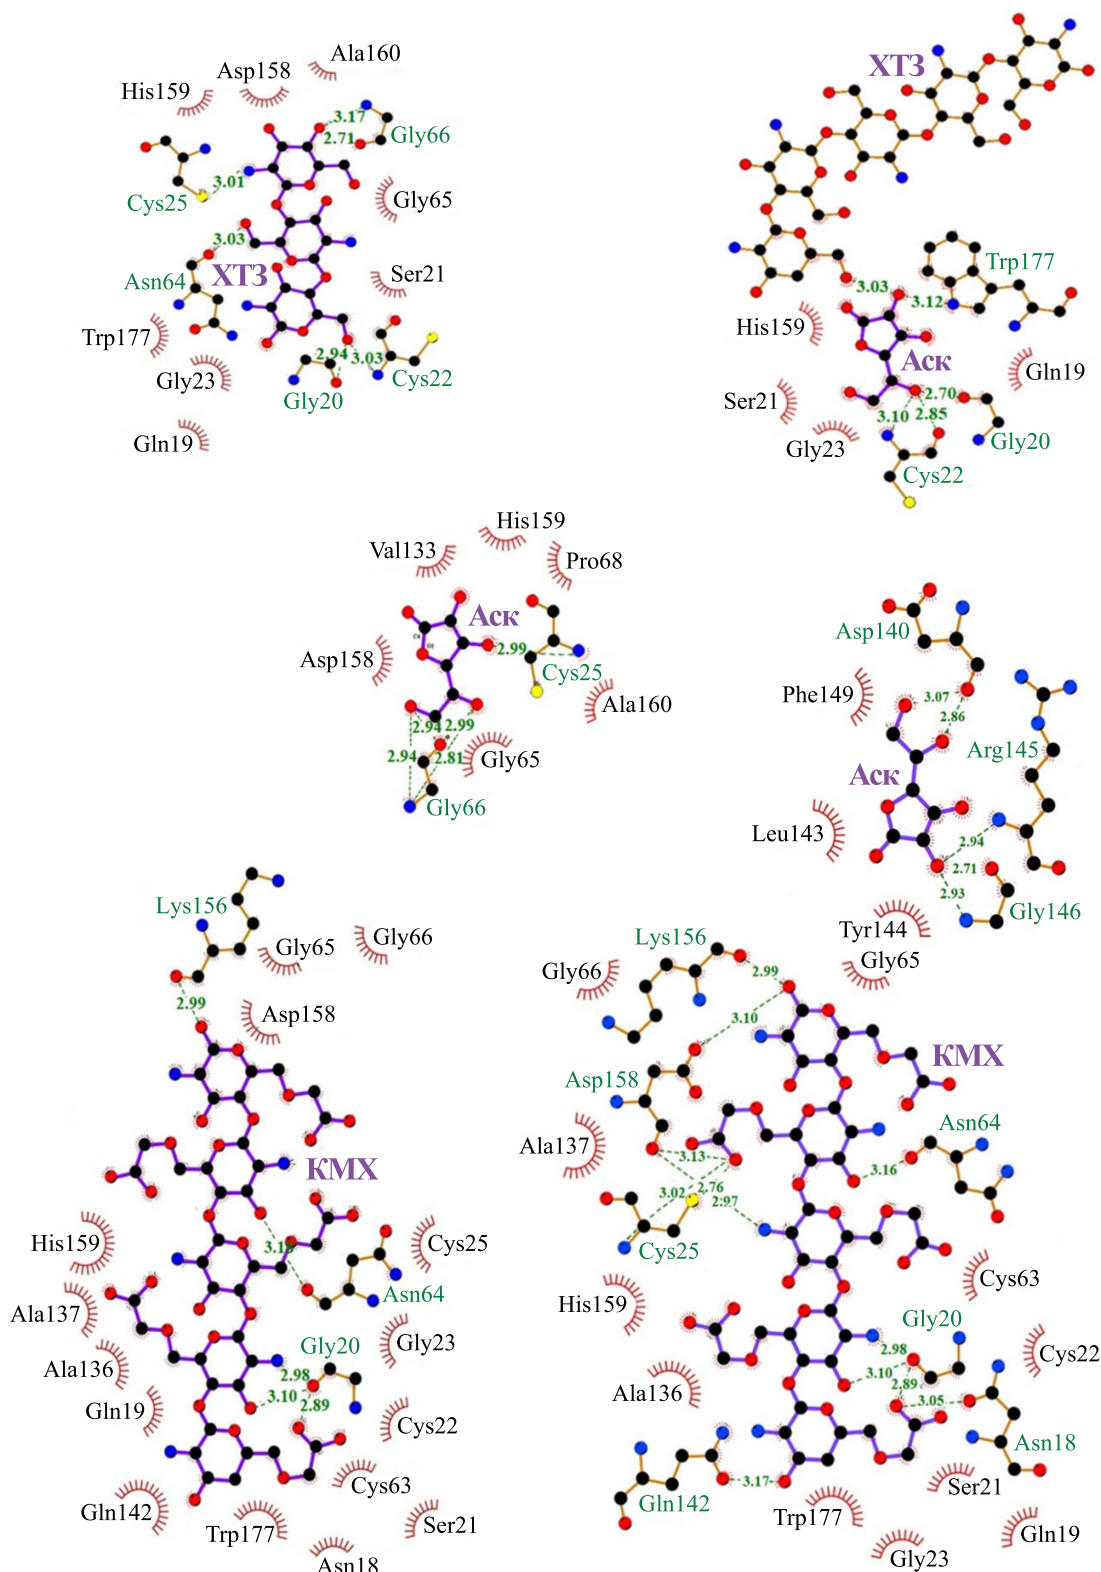 Ala160
Asp158
His159
3.17
2.71
Gly66
3.01
Cys25
Gly65
3.03
Asn64
ХТЗ
Ser21
Trp177
Gly23
2.94
3.03
Gly20
Cys22
Gln19
ХТЗ
Trp177
3.03
3.12
His159
Аск
Gln19
Ser21
2.70
3.10
2.85
Gly23
Gly20
Cys22
His159
Val133
Pro68
Аск
2.99
Asp158
Cys25
Ala160
2.94
2.99
2.94
2.81
Gly65
Gly66
Asp140
Phe149
3.07
2.86
Arg145
Аск
Leu143
2.94
2.71
2.93
Gly146
Tyr144
Lys156
Gly65
Gly66
2.99
Asp158
КМХ
His159
Cys25
Asn64
Ala137
Gly23
Gly20
Ala136
2.98
3.10
2.89
Gln19
Cys22
Cys63
Gln142
Trp177
Ser21
Asn18
Lys156
Gly66
2.99
Gly65
3.10
КМХ
Asp158
Asn64
Ala137
3.13
3.16
2.76
3.02
2.97
Cys25
Cys63
His159
Gly20
2.98
Cys22
3.10
2.89
Ala136
3.05
Asn18
Ser21
3.17
Gln142
Trp177
Gln19
Gly23